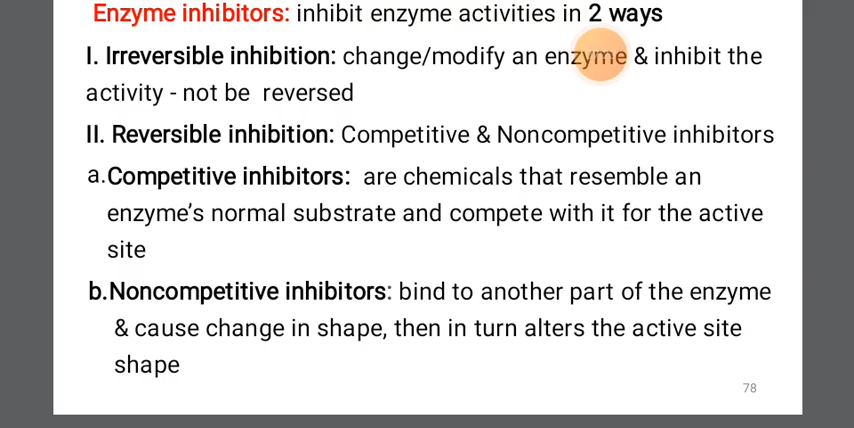 Enzyme inhibitors: inhibit enzyme activities in 2 ways
I. Irreversible inhibition: change/modify an enzyme & inhibit the
activity - not be reversed
II. Reversible inhibition: Competitive & Noncompetitive inhibitors
a.Competitive inhibitors: are chemicals that resemble an
enzyme's normal substrate and compete with it for the active
site
b.Noncompetitive inhibitors: bind to another part of the enzyme
& cause change in shape, then in turn alters the active site
shape
78